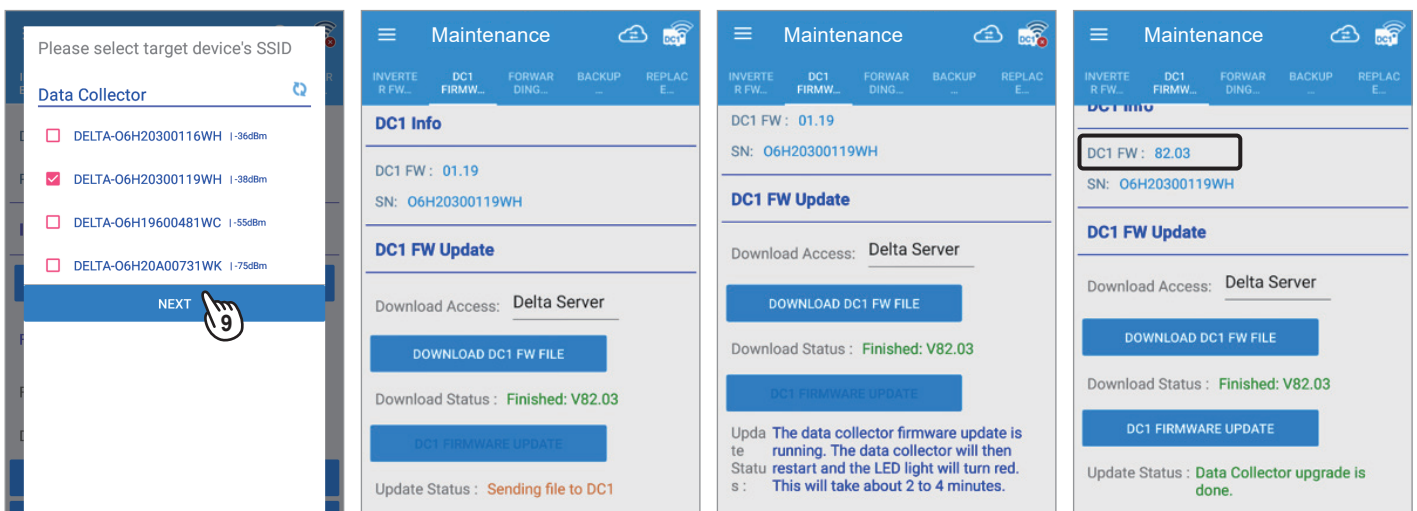 Please select target device's SSID
Data Collector
DELTA-O6H20300116WH |-36dBm
DELTA-O6H20300119WH |-38dBm
DELTA-O6H19600481WC |-55dBm
DELTA-O6H20A00731WK |-75dBm
NEXT
9
Maintenance
DC1
INVERTE
R FW...
DC1
FIRMW...
FORWAR
DING...
BACKUP
...
REPLAC
E...
DC1 Info
DC1 FW : 01.19
SN: O6H20300119WH
DC1 FW Update
Download Access: Delta Server
DOWNLOAD DC1 FW FILE
Download Status : Finished: V82.03
DC1 FIRMWARE UPDATE
Update Status : Sending file to DC1
Maintenance
DC1
INVERTE
R FW...
DC1
FIRMW...
FORWAR
DING...
BACKUP
...
REPLAC
E...
DC1 FW : 01.19
SN: O6H20300119WH
DC1 FW Update
Download Access: Delta Server
DOWNLOAD DC1 FW FILE
Download Status : Finished: V82.03
DC1 FIRMWARE UPDATE
Upda The data collector firmware update is
te running. The data collector will then
Statu restart and the LED light will turn red.
s : This will take about 2 to 4 minutes.
Maintenance
DC1
INVERTE
R FW...
DC1
FIRMW...
FORWAR
DING...
BACKUP
...
REPLAC
E...
DC1 Info
DC1 FW : 82.03
SN: O6H20300119WH
DC1 FW Update
Download Access: Delta Server
DOWNLOAD DC1 FW FILE
Download Status : Finished: V82.03
DC1 FIRMWARE UPDATE
Update Status : Data Collector upgrade is
done.